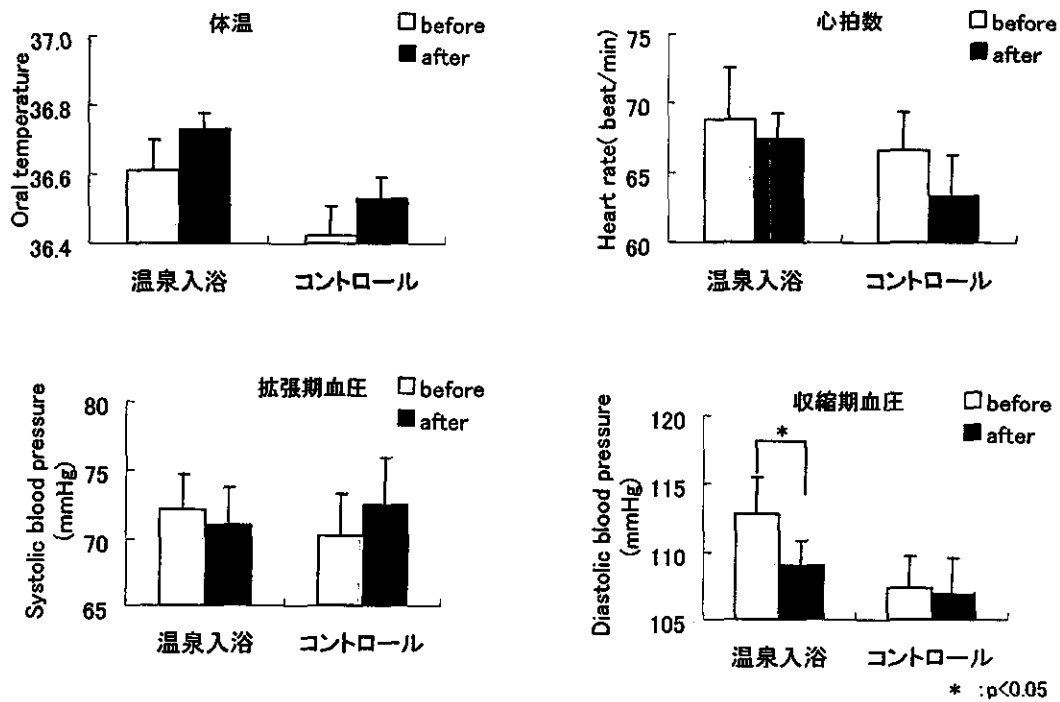 体温
□ before
■ after
Oral temperature
37.0
36.8
36.6
36.4
温泉入浴
コントロール
心拍数
□ before
■ after
Heart rate( beat/min)
75
70
65
60
温泉入浴
コントロール
拡張期血圧
□ before
■ after
Systolic blood pressure
(mmHg)
80
75
70
65
温泉入浴
コントロール
収縮期血圧
□ before
■ after
Diastolic blood pressure
(mmHg)
120
115
110
105
*
温泉入浴
コントロール
* :p<0.05